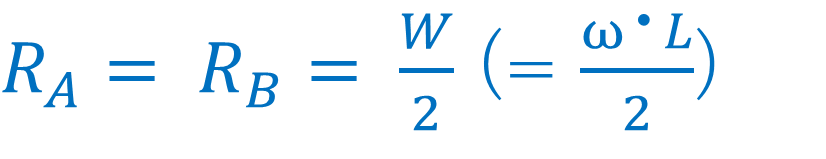 R_A = R_B = W/2 (= ω•L/2)